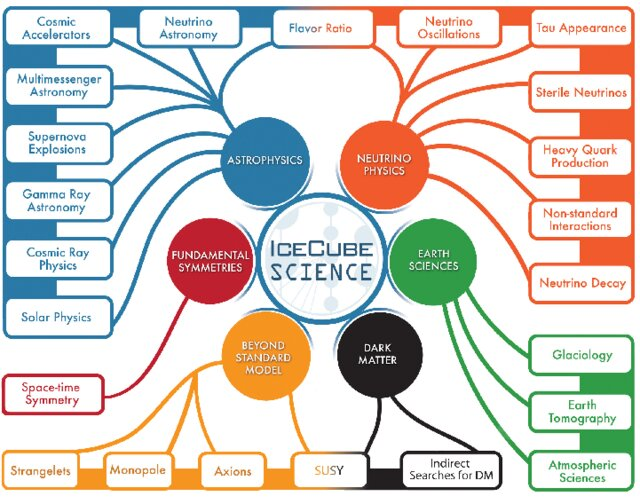 Cosmic
Accelerators
Neutrino
Astronomy
Flavor Ratio
Neutrino
Oscillations
Tau Appearance
Multimessenger
Astronomy
Sterile Neutrinos
Supernova
Explosions
ASTROPHYSICS
NEUTRINO
PHYSICS
Heavy Quark
Production
Gamma Ray
Astronomy
Non-standard
Interactions
Cosmic Ray
Physics
FUNDAMENTAL
SYMMETRIES
ICECUBE
SCIENCE
EARTH
SCIENCES
Neutrino Decay
Solar Physics
BEYOND
STANDARD
MODEL
DARK
MATTER
Glaciology
Space-time
Symmetry
Earth
Tomography
Strangelets
Monopale
Axions
SUSY
Indirect
Searches for DM
Atmospheric
Sciences